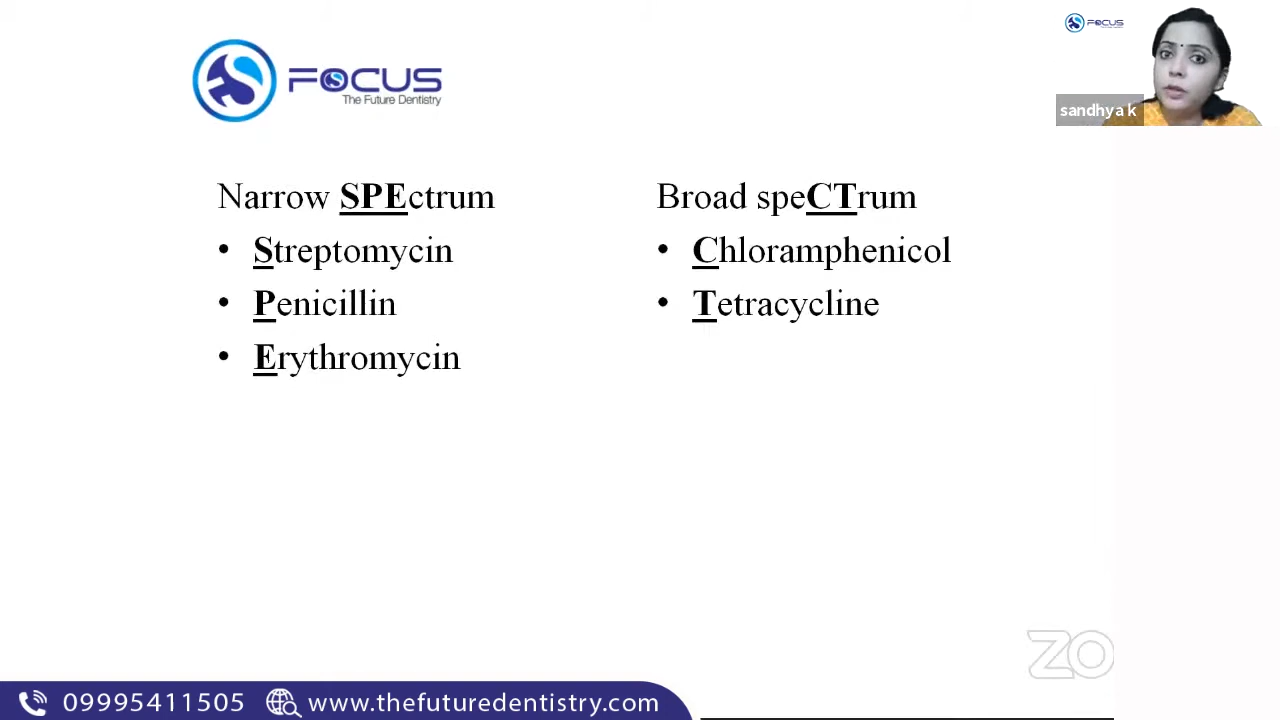 FOCUS
The Future Dentistry
FOCUS
sandhya k
Narrow SPEctrum
• Streptomycin
• Penicillin
• Erythromycin
Broad speCTrum
• Chloramphenicol
• Tetracycline
ZO
09995411505
www.thefuturedentistry.com